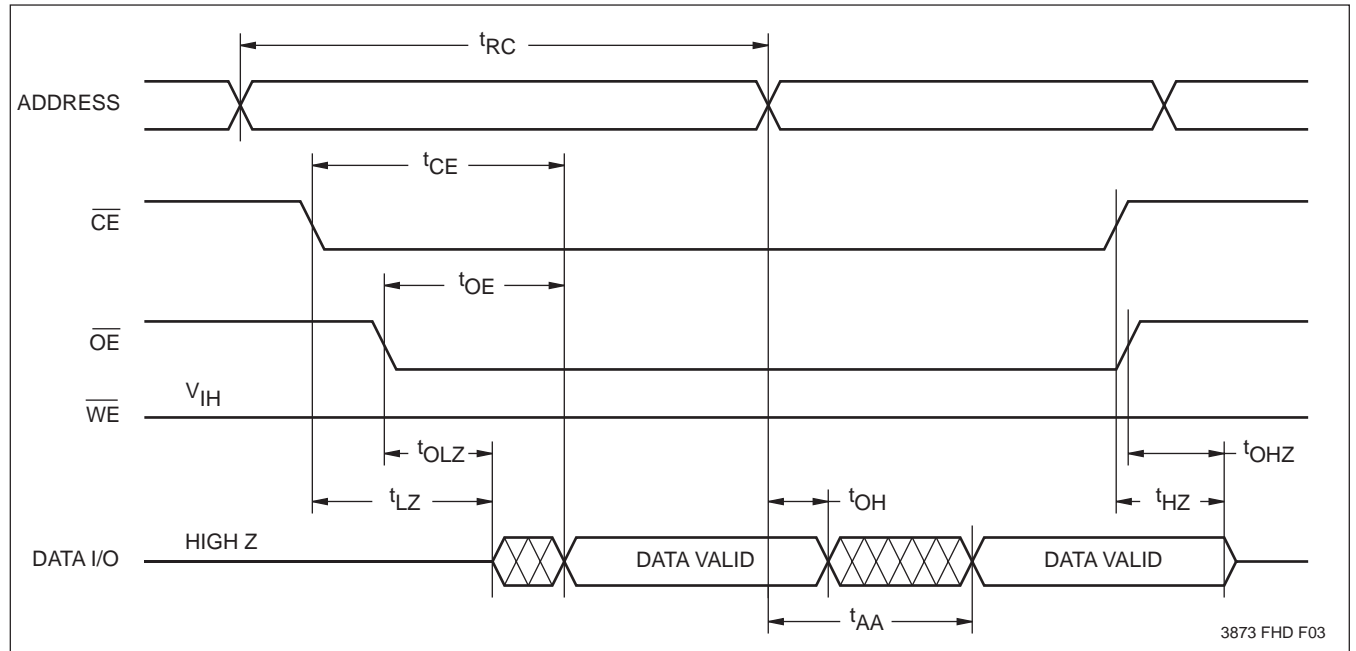 tRC
ADDRESS
tCE
CE
tOE
OE
VIH
WE
tOLZ
tOHZ
tLZ
tOH
tHZ
HIGH Z
DATA I/O
DATA VALID
DATA VALID
tAA
3873 FHD F03